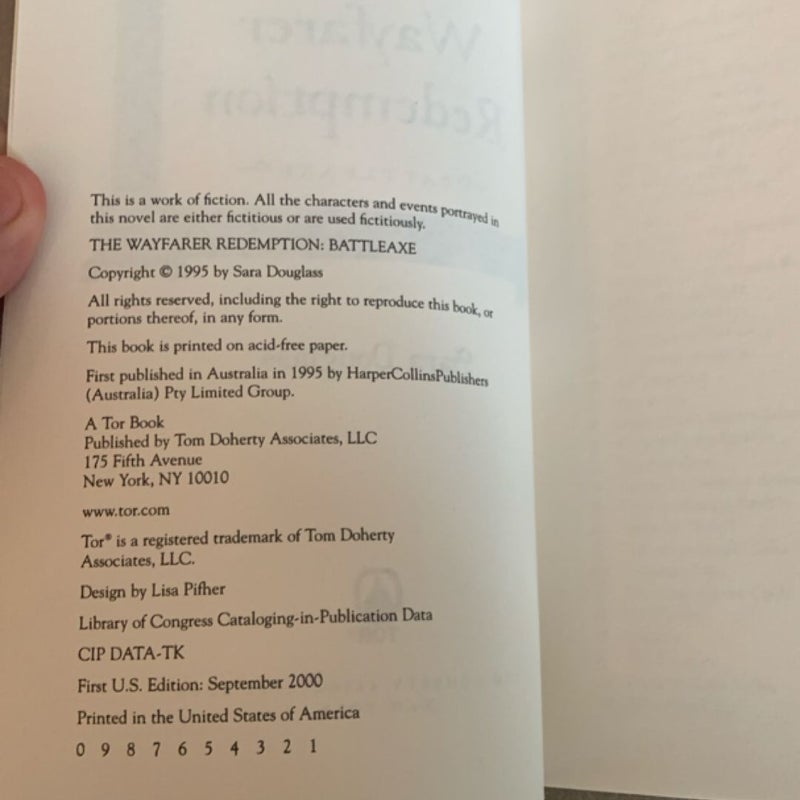 This is a work of fiction. All the characters and events portrayed in
this novel are either fictitious or are used fictitiously.
THE WAYFARER REDEMPTION: BATTLEAXE
Copyright © 1995 by Sara Douglass
All rights reserved, including the right to reproduce this book, or
portions thereof, in any form.
This book is printed on acid-free paper.
First published in Australia in 1995 by HarperCollinsPublishers
(Australia) Pty Limited Group.
A Tor Book
Published by Tom Doherty Associates, LLC
175 Fifth Avenue
New York, NY 10010
www.tor.com
Tor® is a registered trademark of Tom Doherty
Associates, LLC.
Design by Lisa Pifher
Library of Congress Cataloging-in-Publication Data
CIP DATA-TK
First U.S. Edition: September 2000
Printed in the United States of America
0 9 8 7 6 5 4 3 2 1